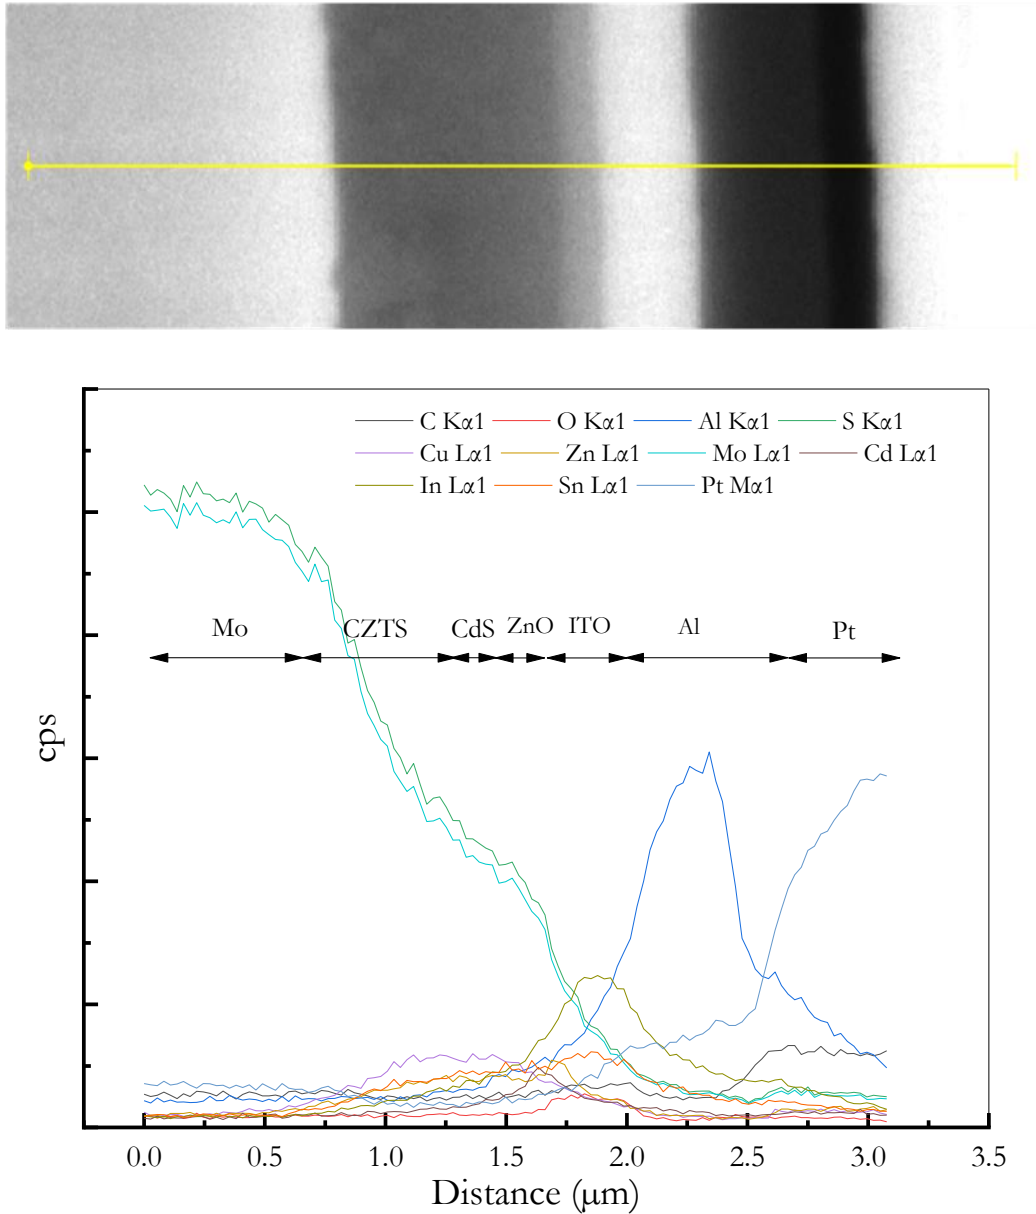 C Kα1 O Kα1 Al Kα1 S Kα1
Cu Lα1 Zn Lα1 Mo Lα1 Cd Lα1
In Lα1 Sn Lα1 Pt Mα1
Mo CZTS CdS ZnO ITO Al Pt
cps
0.0 0.5 1.0 1.5 2.0 2.5 3.0 3.5
Distance (μm)